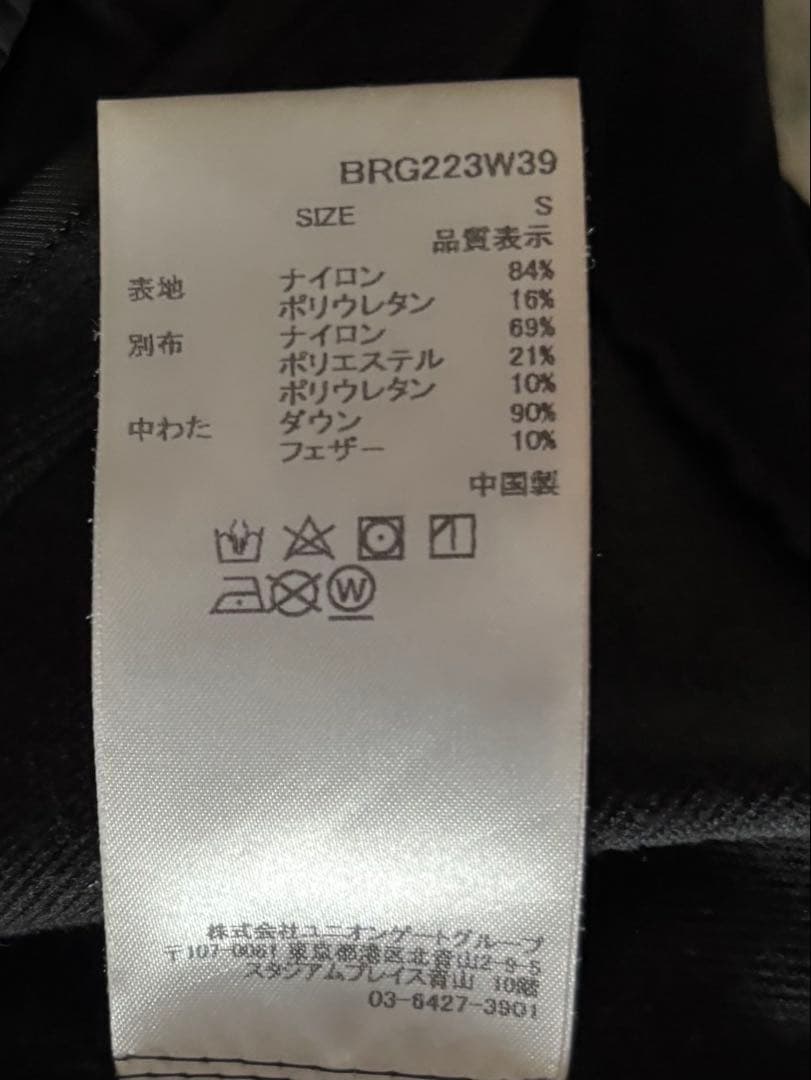 BRG223W39
SIZE S
品質表示
表地 ナイロン 84%
ポリウレタン 16%
別布 ナイロン 69%
ポリエステル 21%
ポリウレタン 10%
中わた ダウン 90%
フェザー 10%
中国製
W
株式会社ユニオンゲートグループ
〒107-0061 東京都港区北青山2-9-5
スタジアムプレイス青山 10階
03-6427-3901